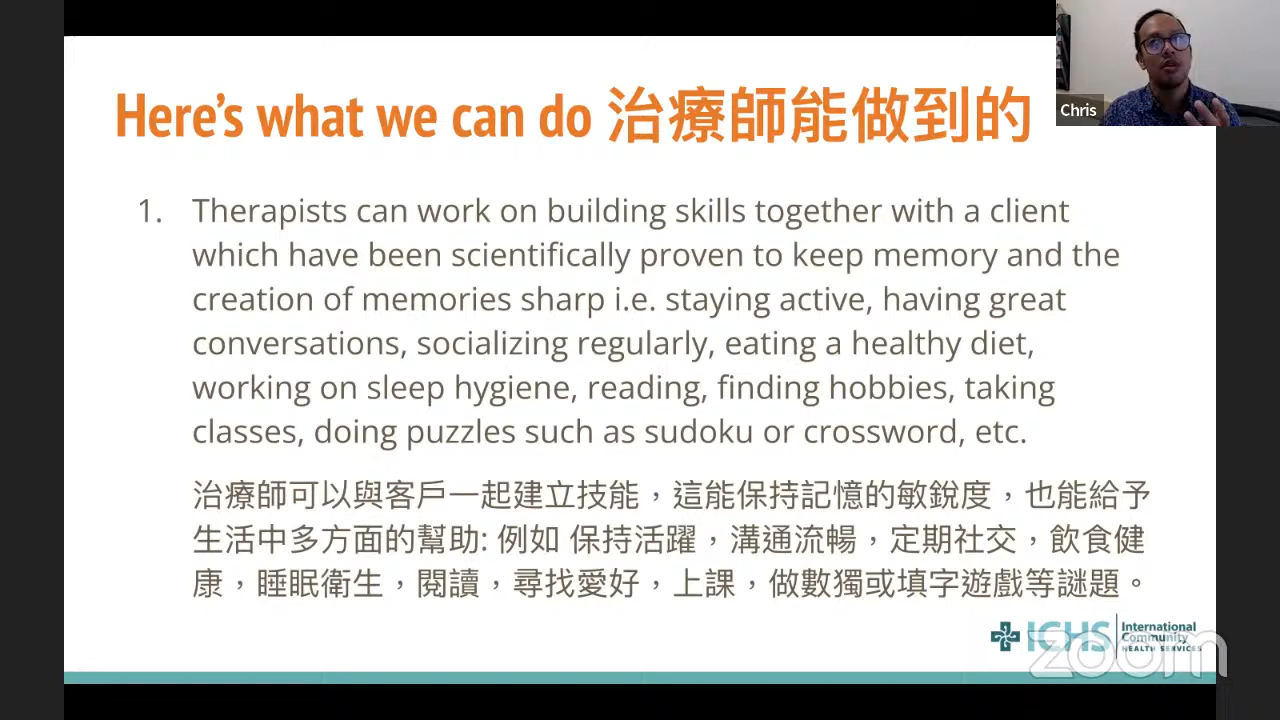 Here's what we can do 治療師能做到的
Chris
1. Therapists can work on building skills together with a client
which have been scientifically proven to keep memory and the
creation of memories sharp i.e. staying active, having great
conversations, socializing regularly, eating a healthy diet,
working on sleep hygiene, reading, finding hobbies, taking
classes, doing puzzles such as sudoku or crossword, etc.
治療師可以與客戶一起建立技能，這能保持記憶的敏銳度，也能給予
生活中多方面的幫助: 例如 保持活躍，溝通流暢，定期社交，飲食健
康，睡眠衛生，閱讀，尋找愛好，上課，做數獨或填字遊戲等謎題。
ICHS
International
Community
HEALTH SERVICES
zoom